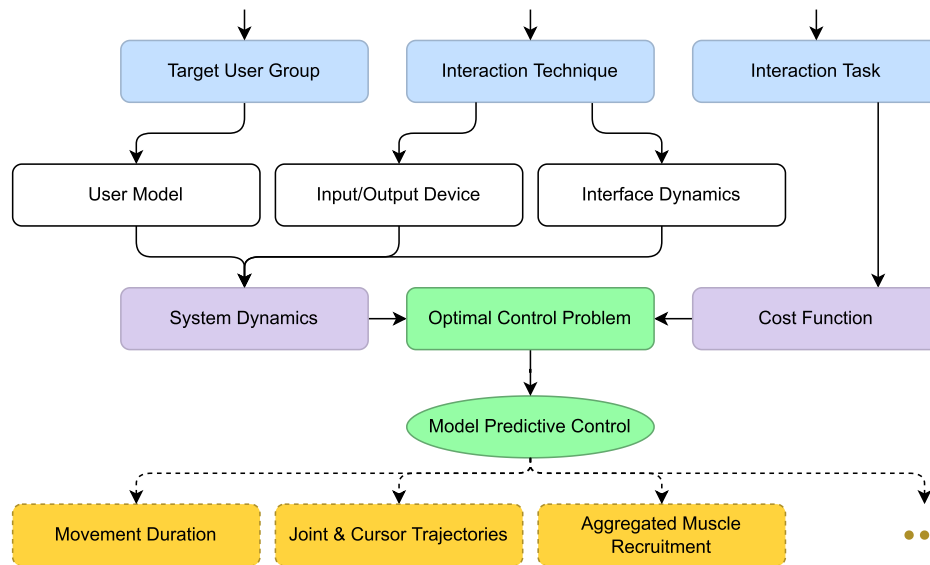 Target User Group
Interaction Technique
Interaction Task
User Model
Input/Output Device
Interface Dynamics
System Dynamics
Optimal Control Problem
Cost Function
Model Predictive Control
Movement Duration
Joint & Cursor Trajectories
Aggregated Muscle
Recruitment